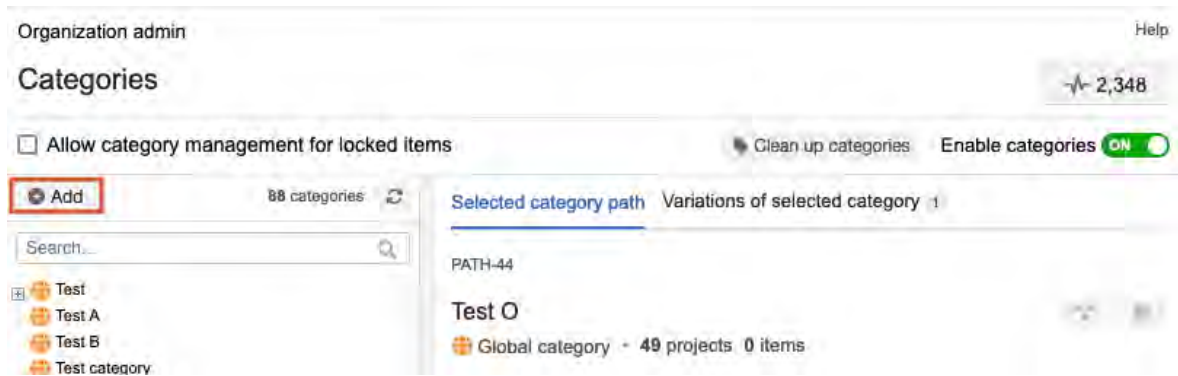 Organization admin
Help
Categories
2,348
Allow category management for locked items
Clean up categories
Enable categories ON
Add
88 categories
Selected category path
Variations of selected category 1
Search...
PATH-44
Test
Test O
Test A
Test B
Global category · 49 projects 0 items
Test category